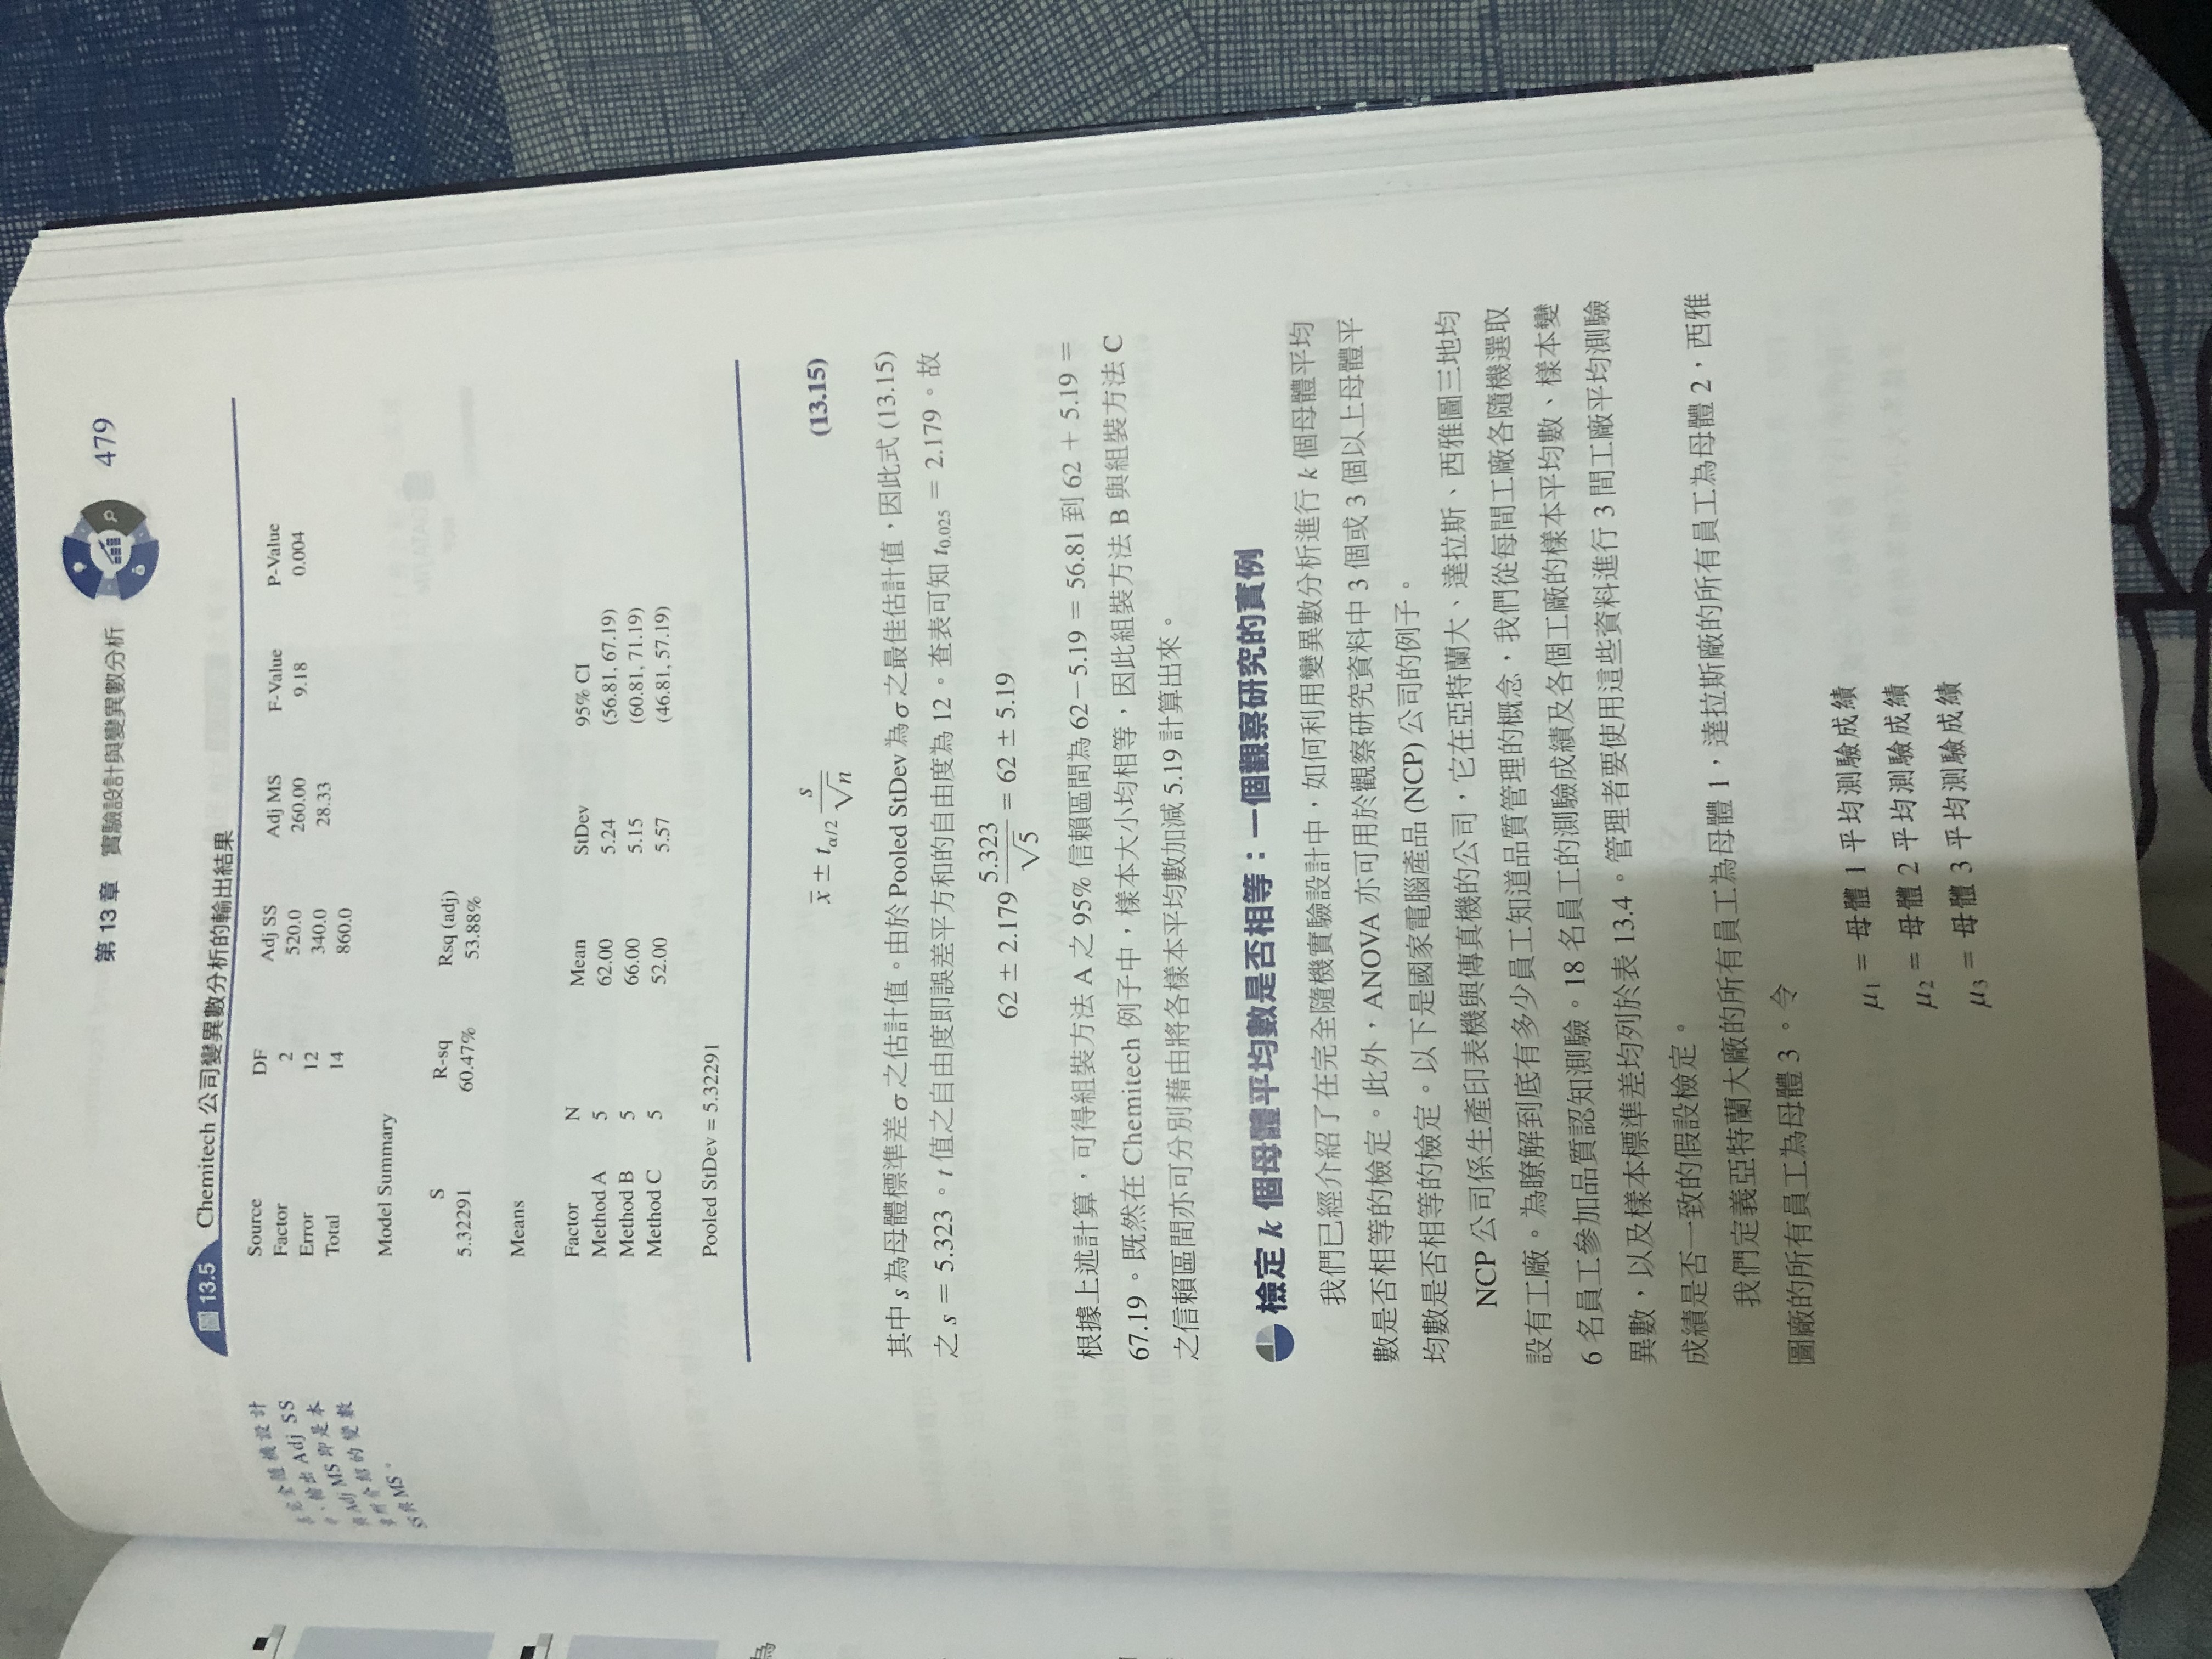 第 13 章 實驗設計與變異數分析 479
圖 13.5 Chemitech 公司變異數分析的輸出結果
在完全隨機設計
中、輸出 Adj SS
與 Adj MS 即是本
章所介紹的變數
SS 與 MS。
Source DF Adj SS Adj MS F-Value P-Value
Factor 2 520.0 260.00 9.18 0.004
Error 12 340.0 28.33
Total 14 860.0
Model Summary
S R-sq Rsq (adj)
5.32291 60.47% 53.88%
Means
Factor N Mean StDev 95% CI
Method A 5 62.00 5.24 (56.81, 67.19)
Method B 5 66.00 5.15 (60.81, 71.19)
Method C 5 52.00 5.57 (46.81, 57.19)
Pooled StDev = 5.32291
x̄ ± t_{α/2} s/√n (13.15)
其中 s 為母體標準差 σ 之估計值。由於 Pooled StDev 為 σ 之最佳估計值，因此式 (13.15)
之 s = 5.323。t 值之自由度即誤差平方和的自由度為 12。查表可知 t_{0.025} = 2.179。故
62 ± 2.179 5.323/√5 = 62 ± 5.19
根據上述計算，可得組裝方法 A 之 95% 信賴區間為 62－5.19 = 56.81 到 62 + 5.19 =
67.19。既然在 Chemitech 例子中，樣本大小均相等，因此組裝方法 B 與組裝方法 C
之信賴區間亦可分別藉由將各樣本平均數加減 5.19 計算出來。
檢定 k 個母體平均數是否相等：一個觀察研究的實例
我們已經介紹了在完全隨機實驗設計中，如何利用變異數分析進行 k 個母體平均
數是否相等的檢定。此外，ANOVA 亦可用於觀察研究資料中 3 個或 3 個以上母體平
均數是否相等的檢定。以下是國家電腦產品 (NCP) 公司的例子。
NCP 公司係生產印表機與傳真機的公司，它在亞特蘭大、達拉斯、西雅圖三地均
設有工廠。為瞭解到底有多少員工知道品質管理的概念，我們從每間工廠各隨機選取
6 名員工參加品質認知測驗。18 名員工的測驗成績及各個工廠的樣本平均數、樣本變
異數，以及樣本標準差均列於表 13.4。管理者要使用這些資料進行 3 間工廠平均測驗
成績是否一致的假設檢定。
我們定義亞特蘭大廠的所有員工為母體 1，達拉斯廠的所有員工為母體 2，西雅
圖廠的所有員工為母體 3。令
μ₁ = 母體 1 平均測驗成績
μ₂ = 母體 2 平均測驗成績
μ₃ = 母體 3 平均測驗成績